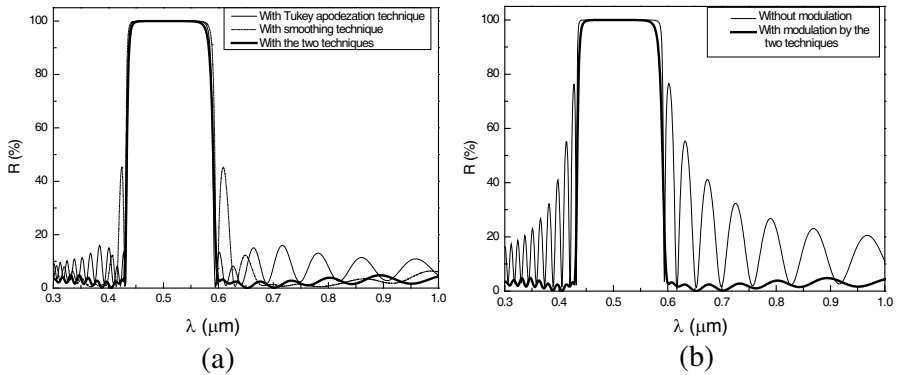 With Tukey apodezation technique
With smoothing technique
With the two techniques
R (%)
100
80
60
40
20
0
0.3 0.4 0.5 0.6 0.7 0.8 0.9 1.0
λ (μm)
(a)
Without modulation
With modulation by the
two techniques
R (%)
100
80
60
40
20
0
0.3 0.4 0.5 0.6 0.7 0.8 0.9 1.0
λ (μm)
(b)